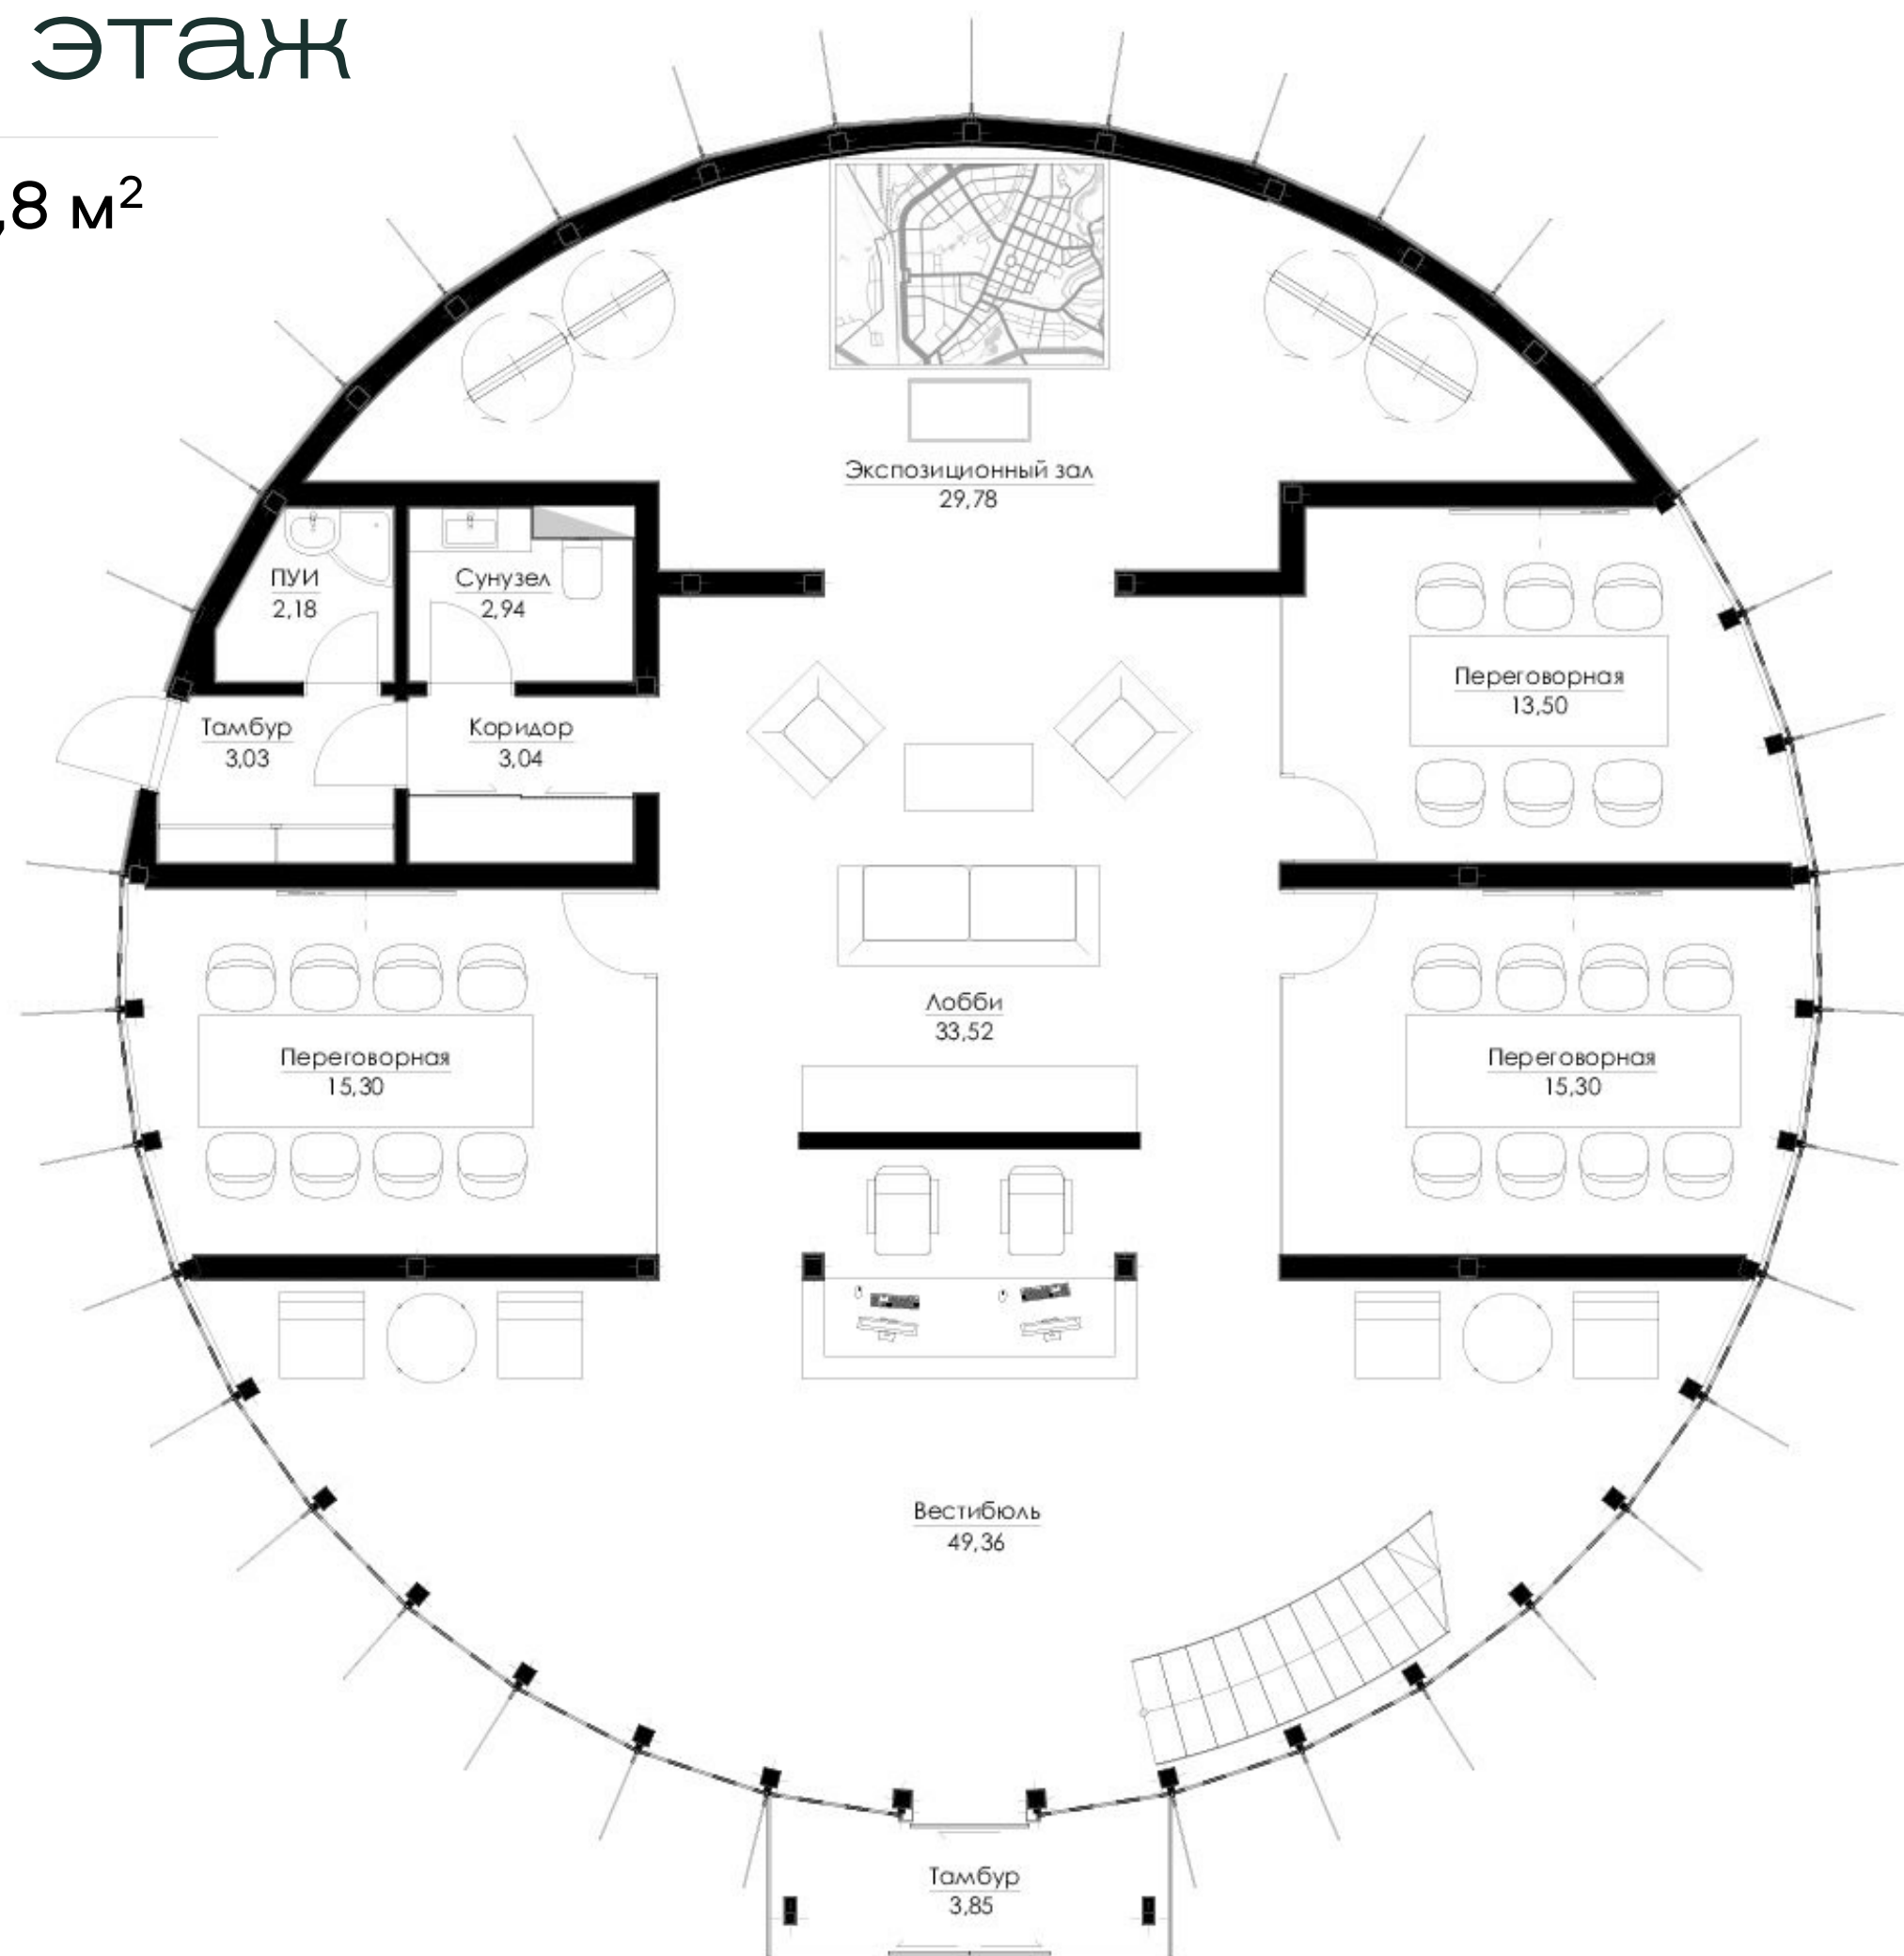 этаж
,8 м²
Экспозиционный зал
29,78
ПУИ
2,18
Сунузел
2,94
Тамбур
3,03
Коридор
3,04
Переговорная
13,50
Лобби
33,52
Переговорная
15,30
Переговорная
15,30
Вестибюль
49,36
Тамбур
3,85